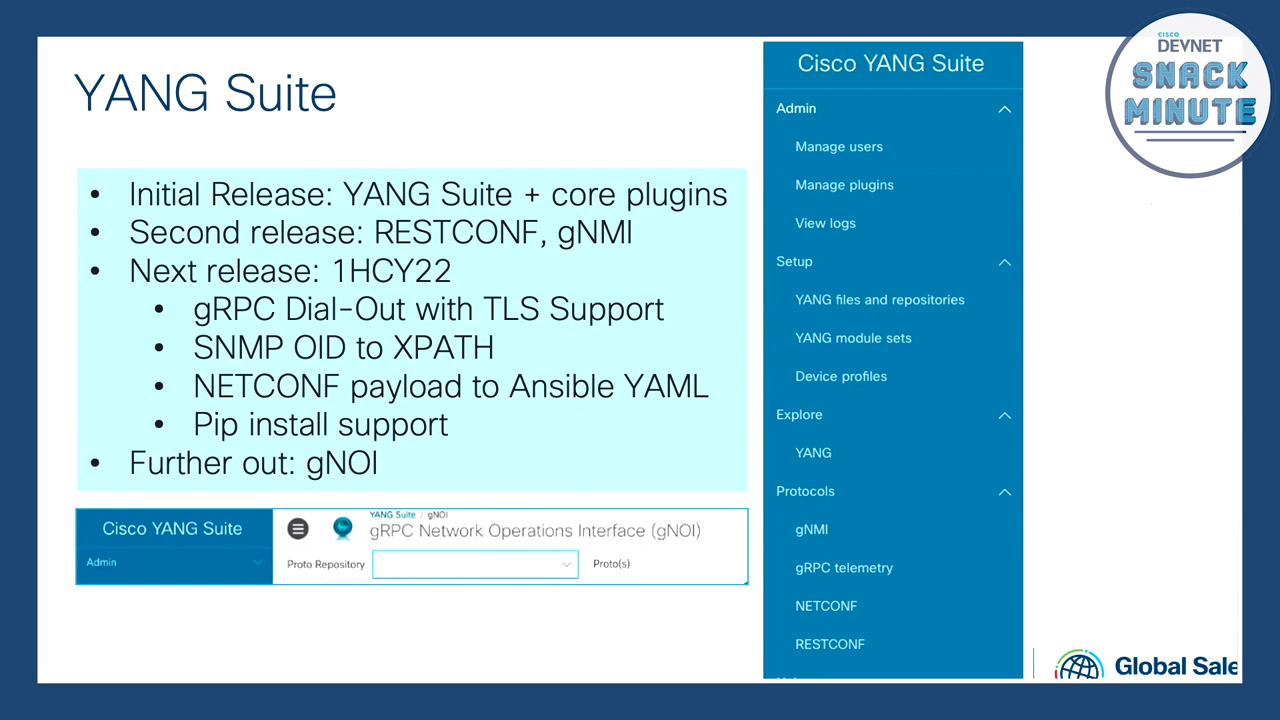 YANG Suite
• Initial Release: YANG Suite + core plugins
• Second release: RESTCONF, gNMI
• Next release: 1HCY22
• gRPC Dial-Out with TLS Support
• SNMP OID to XPATH
• NETCONF payload to Ansible YAML
• Pip install support
• Further out: gNOI
Cisco YANG Suite
Admin
YANG Suite / gNOI
gRPC Network Operations Interface (gNOI)
Proto Repository
Proto(s)
Cisco YANG Suite
Admin
Manage users
Manage plugins
View logs
Setup
YANG files and repositories
YANG module sets
Device profiles
Explore
YANG
Protocols
gNMI
gRPC telemetry
NETCONF
RESTCONF
CISCO
DEVNET
SNACK
MINUTE
Global Sale